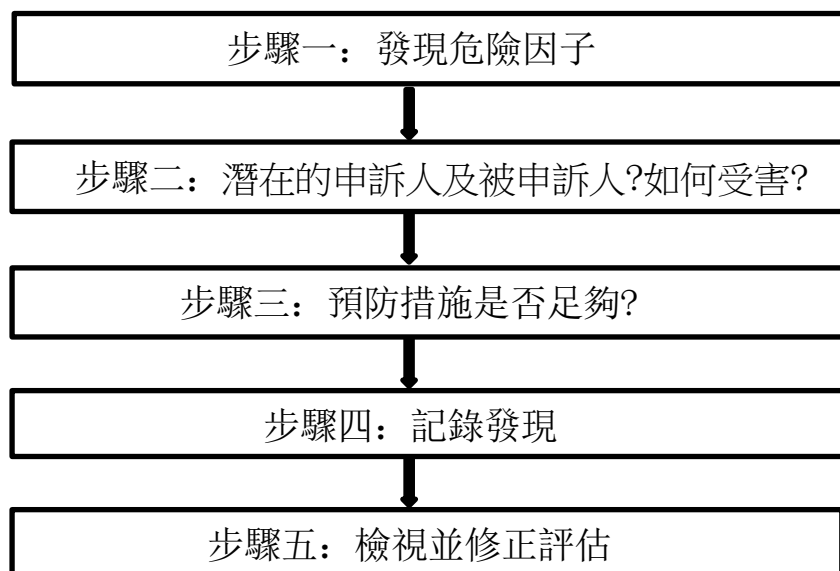 步驟一：發現危險因子
步驟二：潛在的申訴人及被申訴人?如何受害?
步驟三：預防措施是否足夠?
步驟四：記錄發現
步驟五：檢視並修正評估